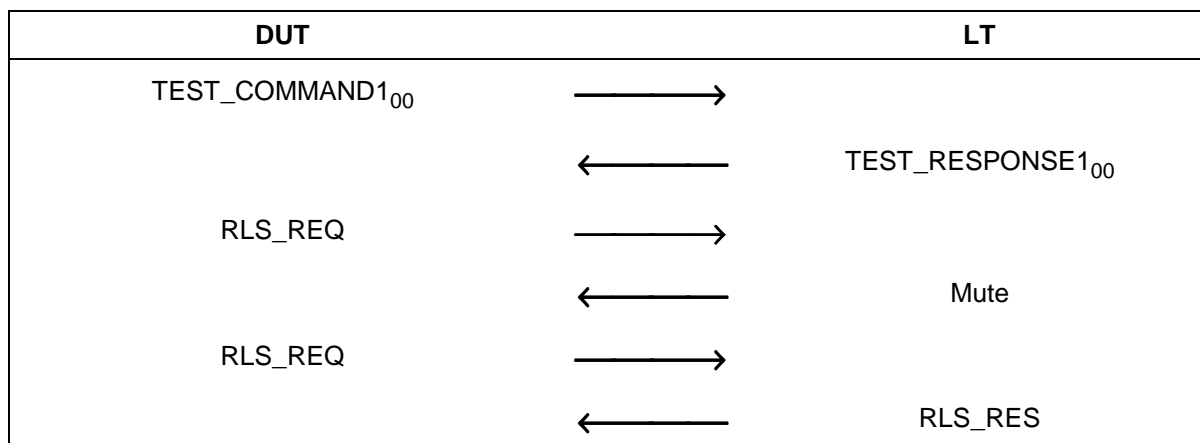 DUT LT
TEST_COMMAND1₀₀
TEST_RESPONSE1₀₀
RLS_REQ
Mute
RLS_REQ
RLS_RES